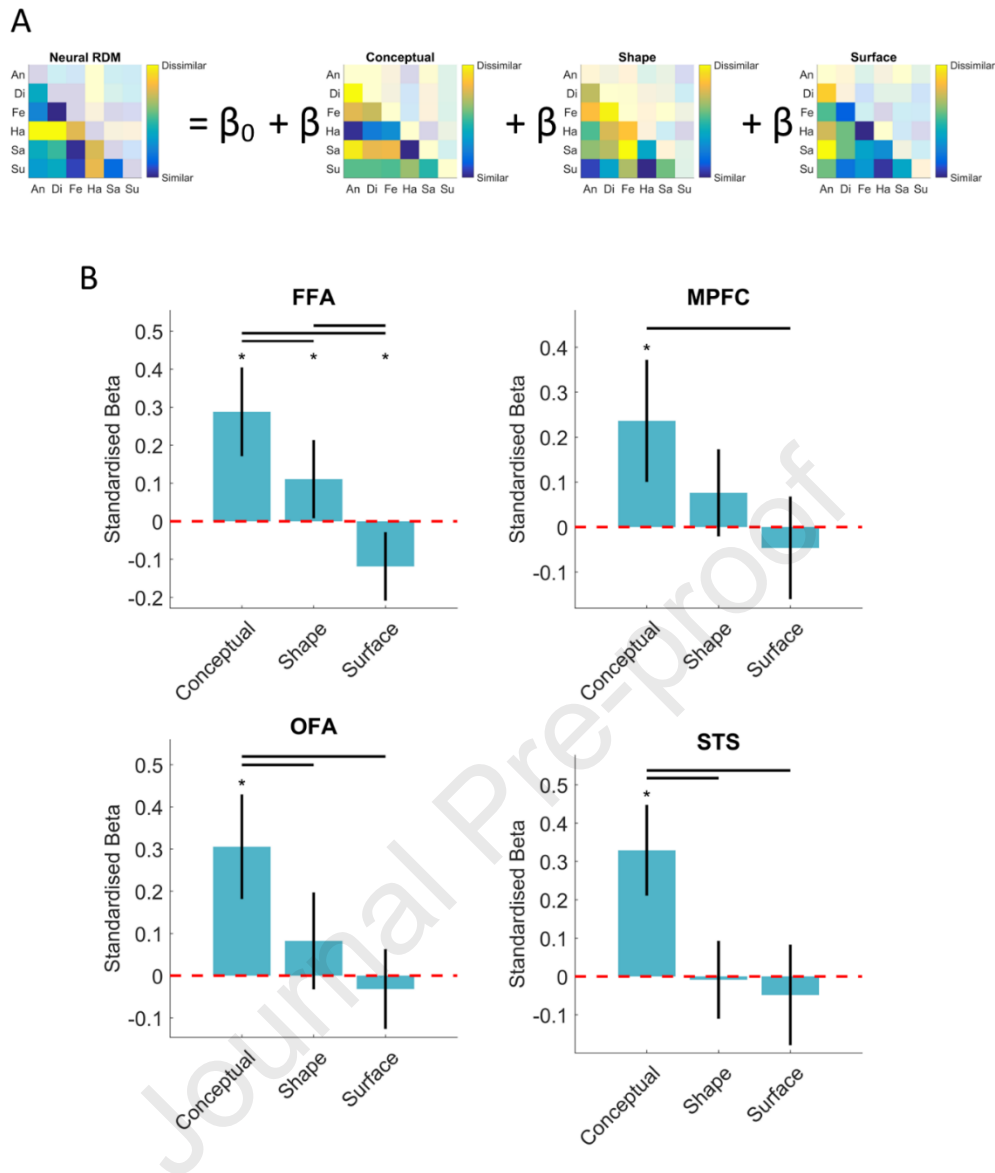 A
Neural RDM
An
Di
Fe
Ha
Sa
Su
An Di Fe Ha Sa Su
Dissimilar
Similar
= β0 + β
Conceptual
An
Di
Fe
Ha
Sa
Su
An Di Fe Ha Sa Su
Dissimilar
Similar
+ β
Shape
An
Di
Fe
Ha
Sa
Su
An Di Fe Ha Sa Su
Dissimilar
Similar
+ β
Surface
An
Di
Fe
Ha
Sa
Su
An Di Fe Ha Sa Su
Dissimilar
Similar
B
FFA
Standardised Beta
0.5
0.4
0.3
0.2
0.1
0
-0.1
-0.2
* * *
Conceptual
Shape
Surface
MPFC
Standardised Beta
0.4
0.3
0.2
0.1
0
-0.1
*
Conceptual
Shape
Surface
OFA
Standardised Beta
0.5
0.4
0.3
0.2
0.1
0
-0.1
*
Conceptual
Shape
Surface
STS
Standardised Beta
0.5
0.4
0.3
0.2
0.1
0
-0.1
*
Conceptual
Shape
Surface
Journal Pre-proof